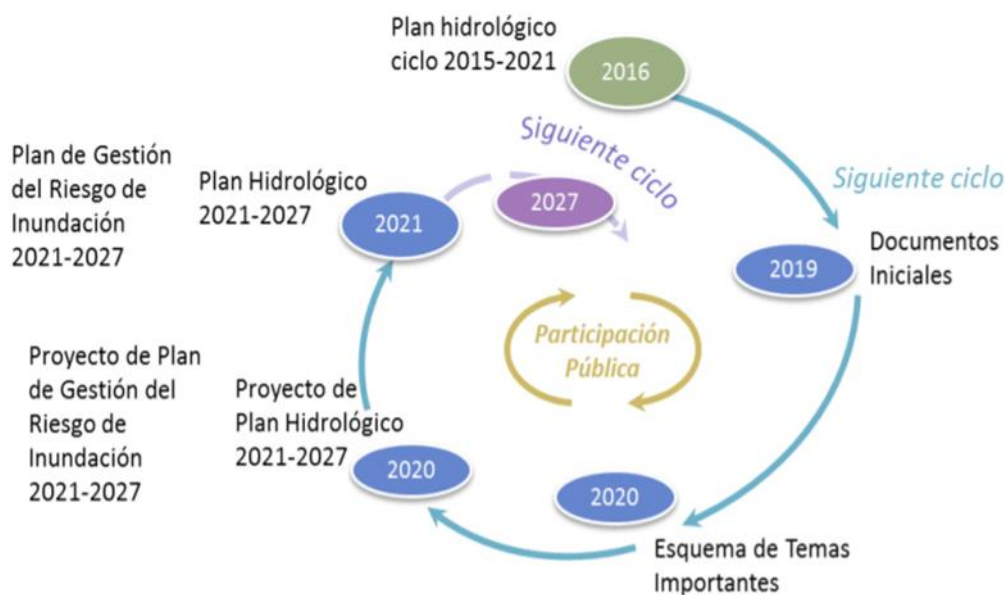 Plan hidrológico
ciclo 2015-2021
2016
Siguiente ciclo
Siguiente ciclo
Documentos
Iniciales
2019
Esquema de Temas
Importantes
2020
Proyecto de
Plan Hidrológico
2021-2027
2020
Proyecto de Plan
de Gestión del
Riesgo de
Inundación
2021-2027
Plan Hidrológico
2021-2027
2021
Plan de Gestión
del Riesgo de
Inundación
2021-2027
2027
Participación
Pública